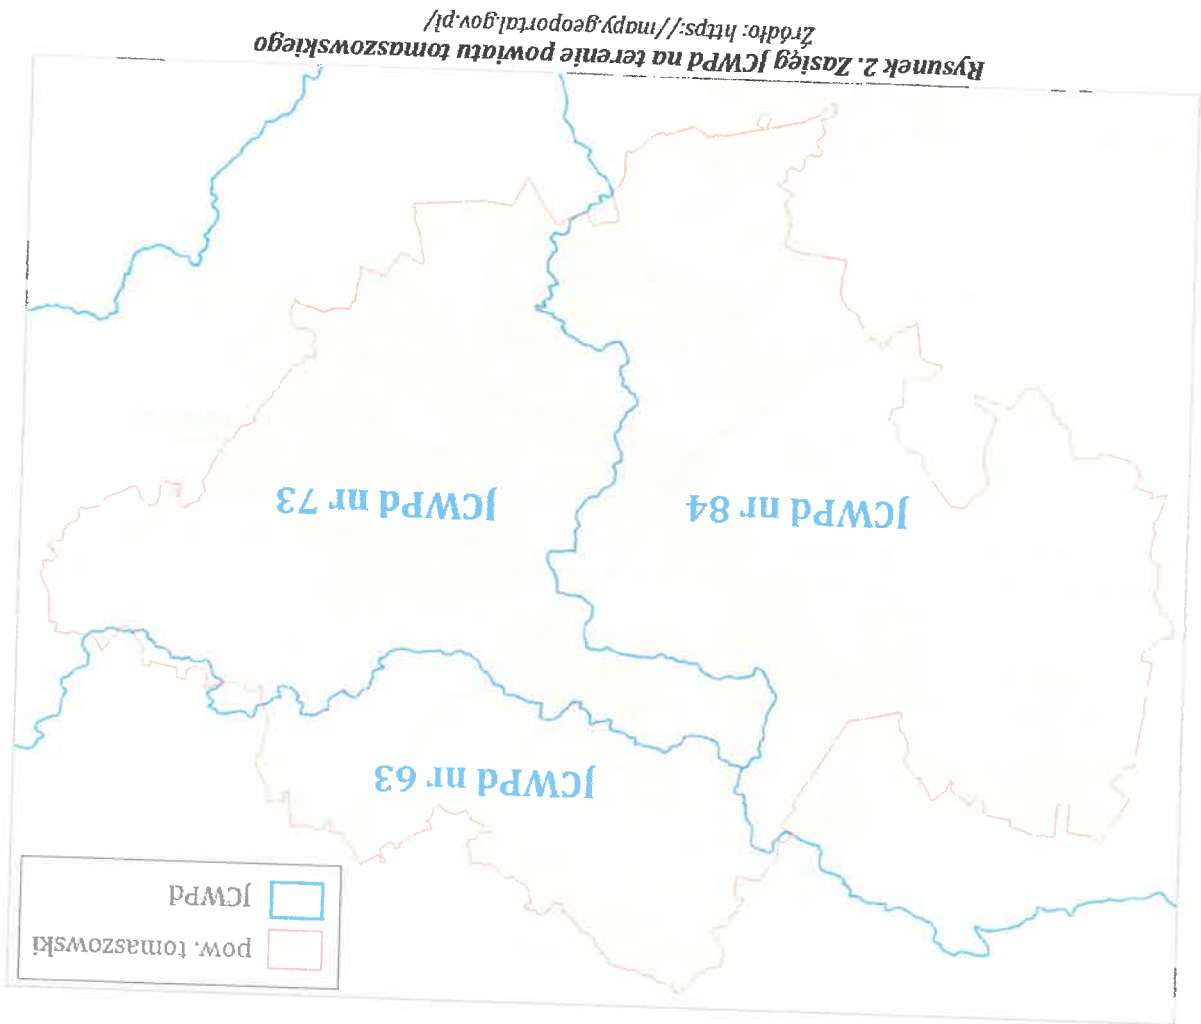 pow. tomaszowski
JCWPd
JCWPd nr 63
JCWPd nr 84
JCWPd nr 73
Rysunek 2. Zasięg JCWPd na terenie powiatu tomaszowskiego
Źródło: https://mapy.geoportal.gov.pl/